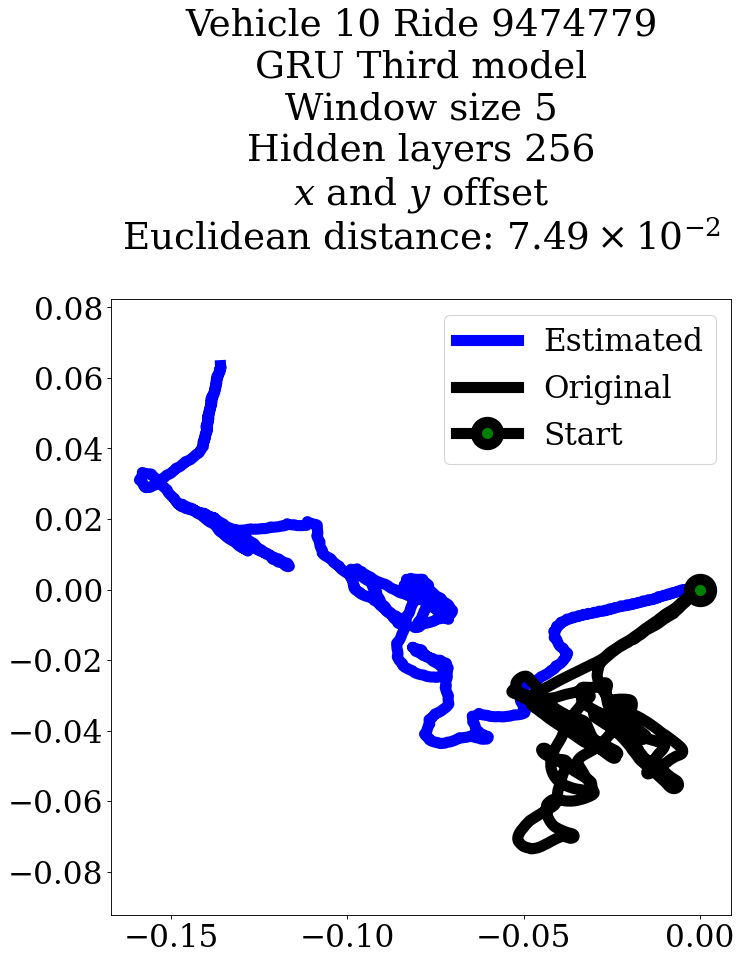 Vehicle 10 Ride 9474779
GRU Third model
Window size 5
Hidden layers 256
x and y offset
Euclidean distance: 7.49 × 10⁻²
0.08
Estimated
0.06
Original
0.04
Start
0.02
0.00
−0.02
−0.04
−0.06
−0.08
−0.15 −0.10 −0.05 0.00